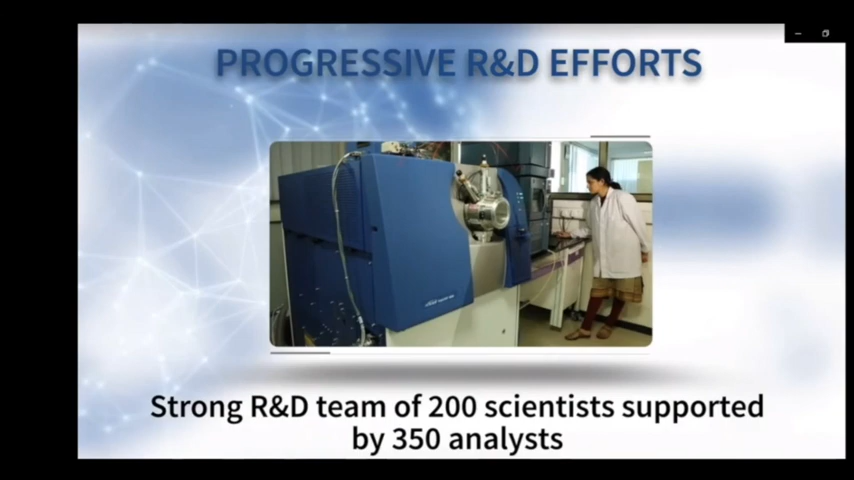 PROGRESSIVE R&D EFFORTS
Strong R&D team of 200 scientists supported
by 350 analysts